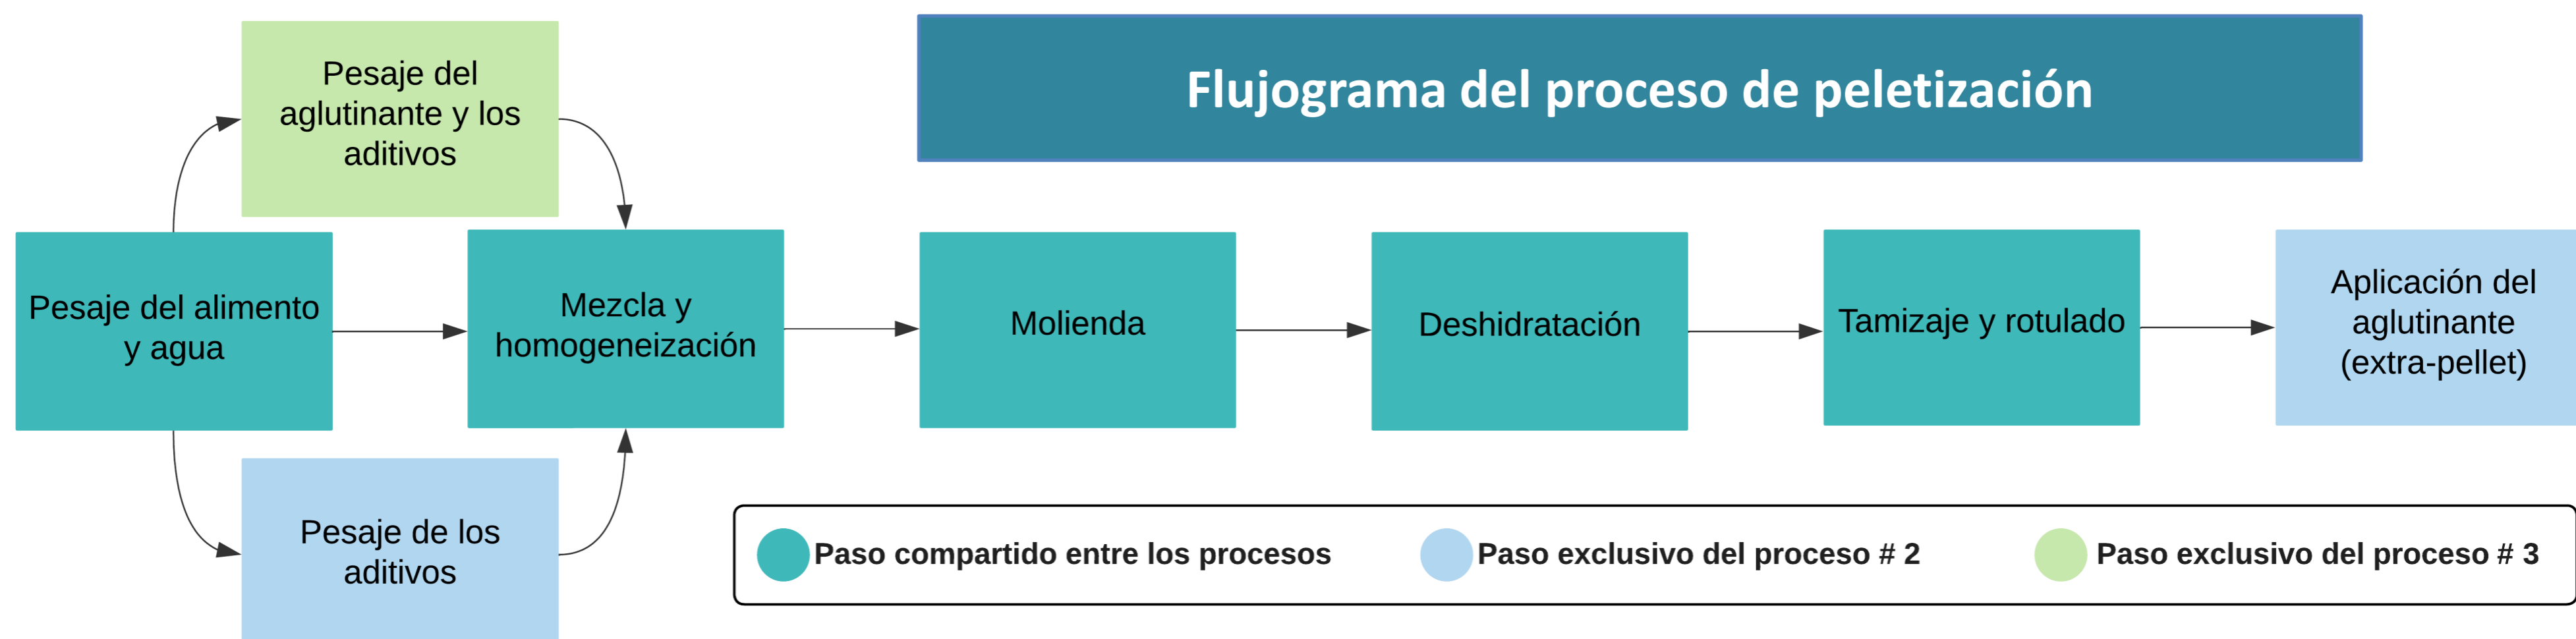 Flujograma del proceso de peletización
Pesaje del
aglutinante y los
aditivos
Pesaje del alimento
y agua
Pesaje de los
aditivos
Mezcla y
homogeneización
Molienda
Deshidratación
Tamizaje y rotulado
Aplicación del
aglutinante
(extra-pellet)
Paso compartido entre los procesos
Paso exclusivo del proceso # 2
Paso exclusivo del proceso # 3